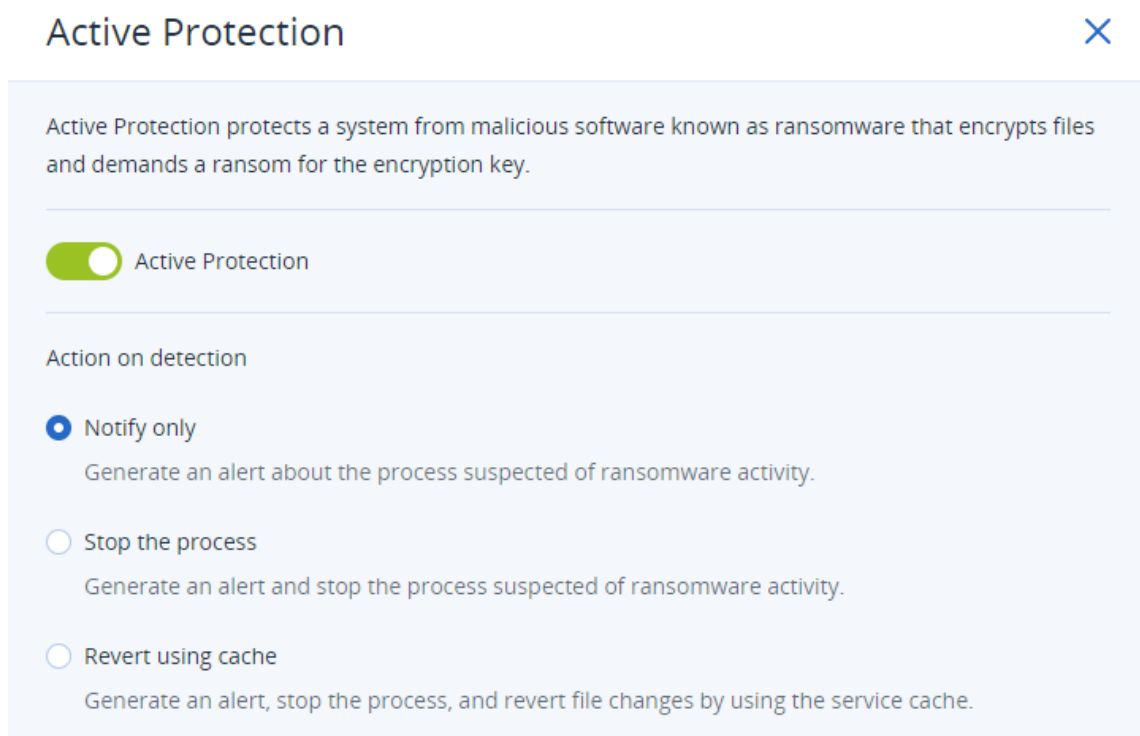 Active Protection
Active Protection protects a system from malicious software known as ransomware that encrypts files
and demands a ransom for the encryption key.
Active Protection
Action on detection
Notify only
Generate an alert about the process suspected of ransomware activity.
Stop the process
Generate an alert and stop the process suspected of ransomware activity.
Revert using cache
Generate an alert, stop the process, and revert file changes by using the service cache.